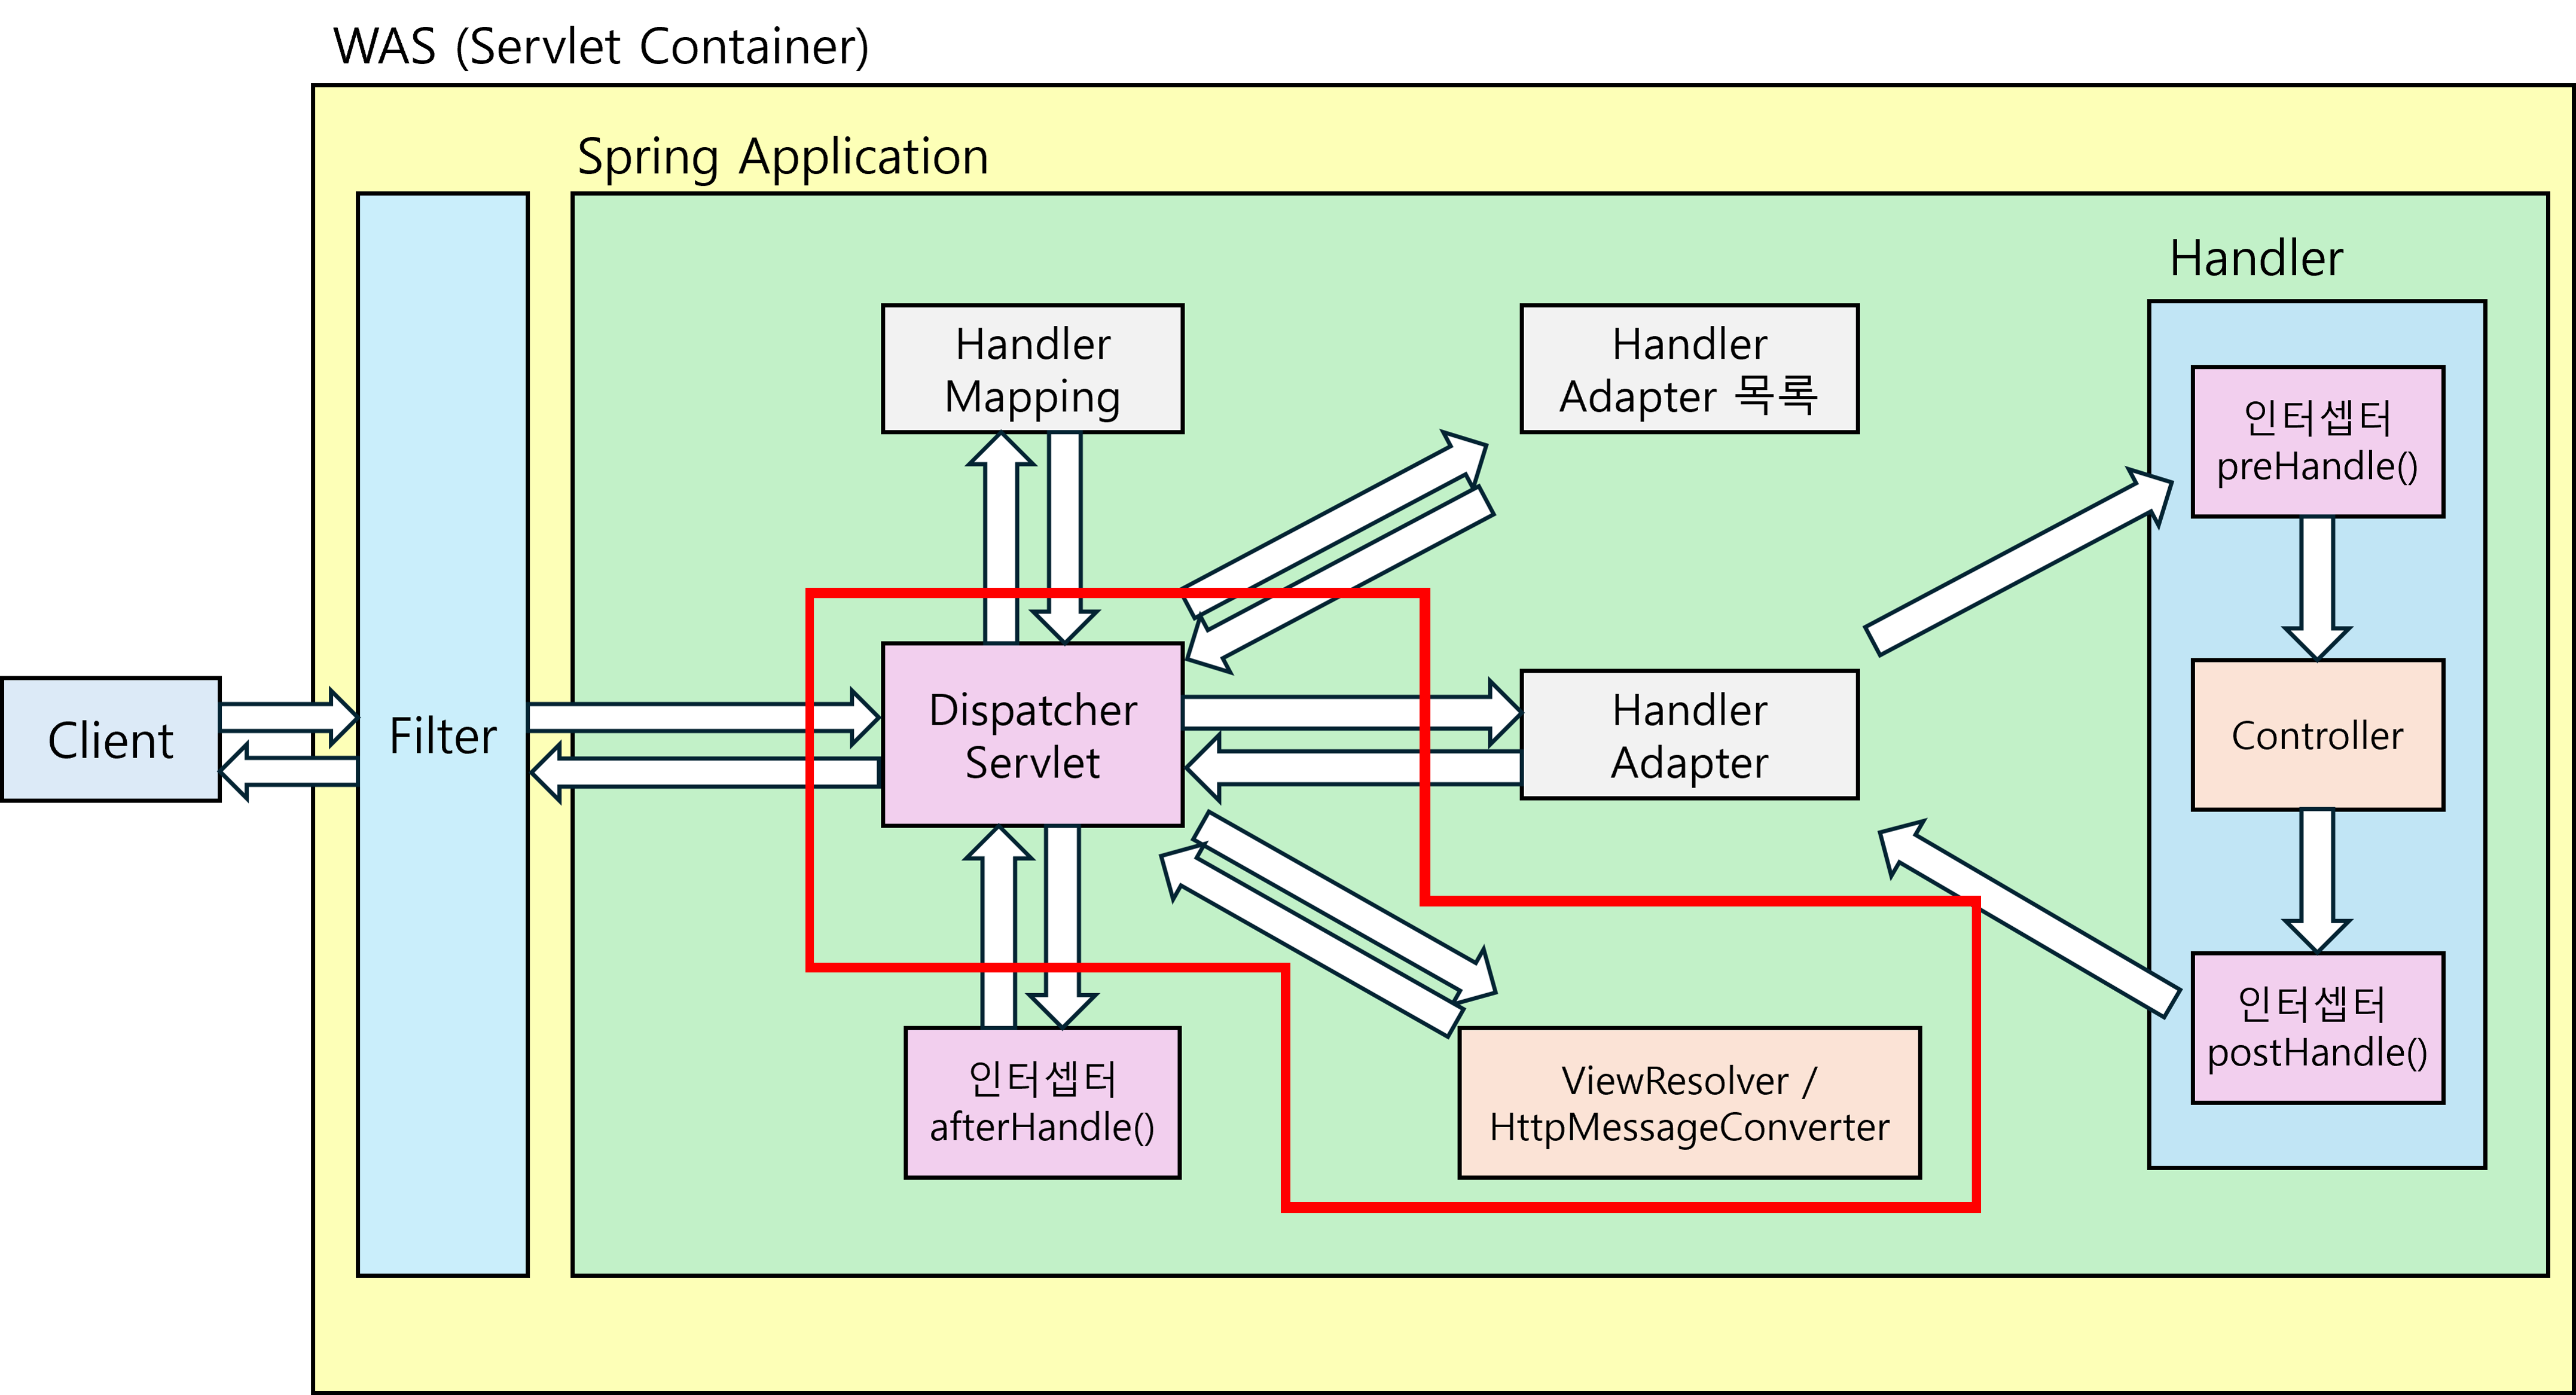 WAS (Servlet Container)
Spring Application
Handler
Handler
Mapping
Handler
Adapter 목록
인터셉터
preHandle()
Client
Filter
Dispatcher
Servlet
Handler
Adapter
Controller
인터셉터
afterHandle()
ViewResolver /
HttpMessageConverter
인터셉터
postHandle()